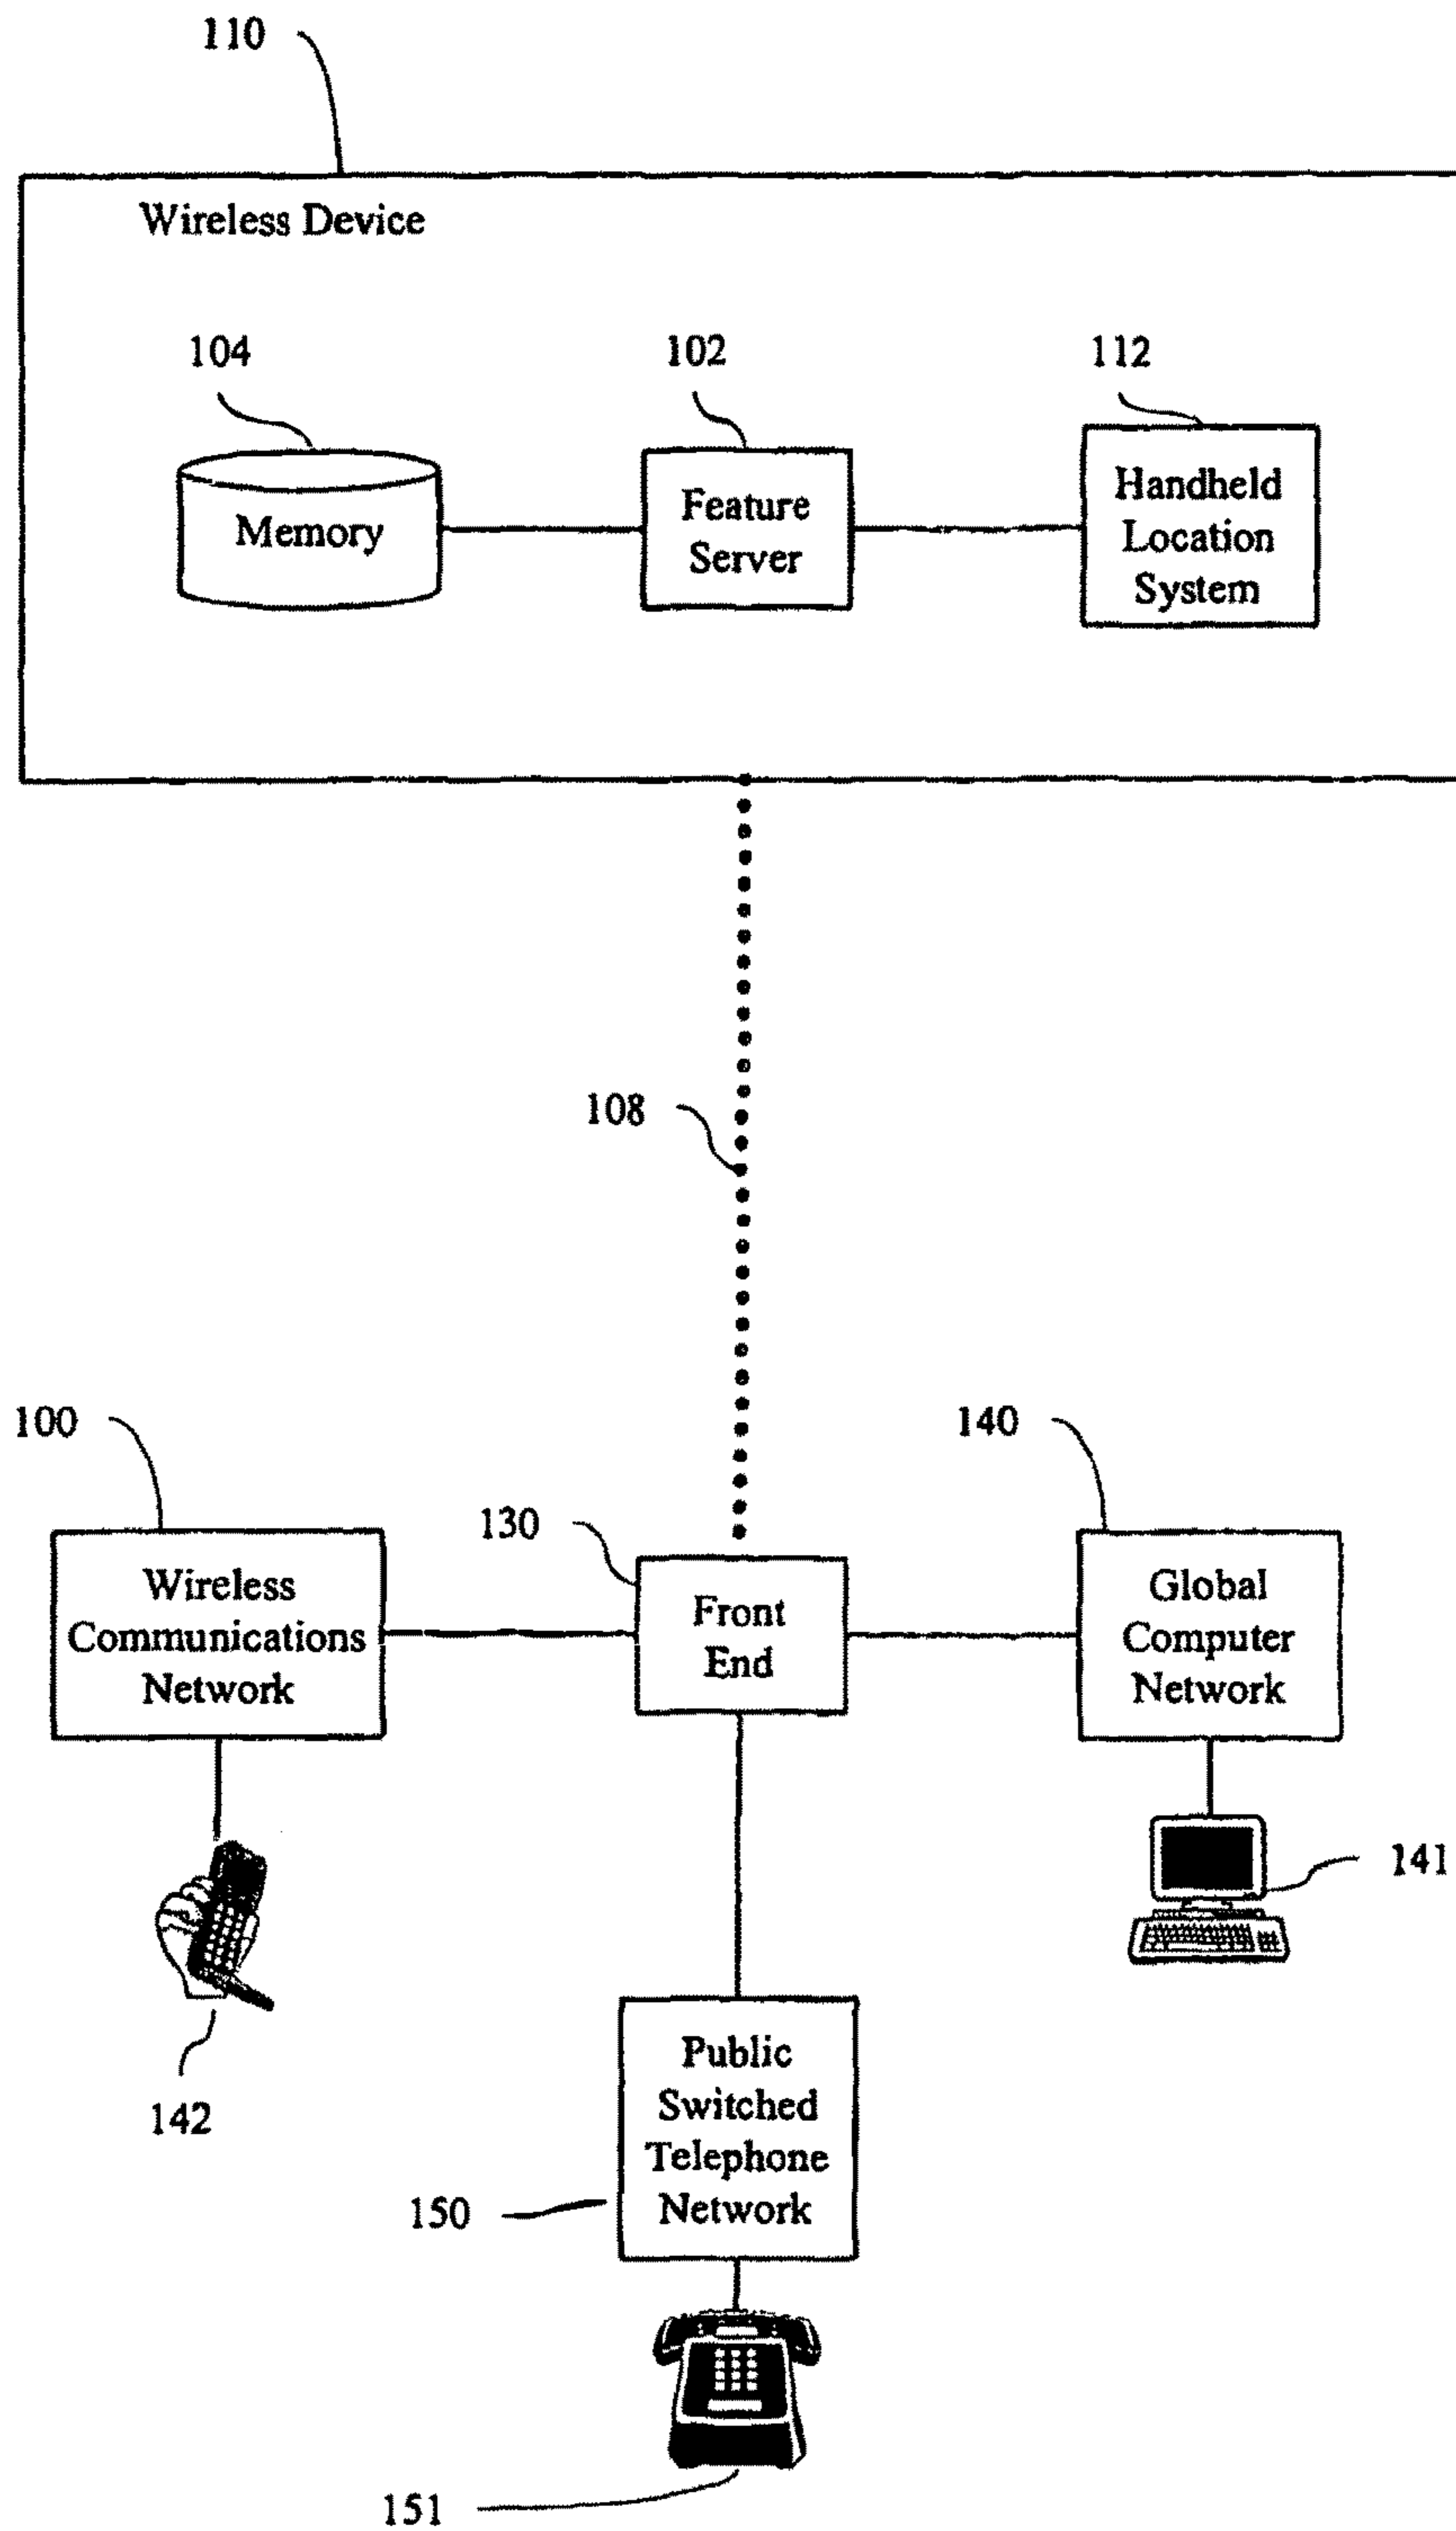 110
Wireless Device
104
102
112
Memory
Feature
Server
Handheld
Location
System
108
100
140
130
Wireless
Communications
Network
Front
End
Global
Computer
Network
141
142
Public
Switched
Telephone
Network
150
151